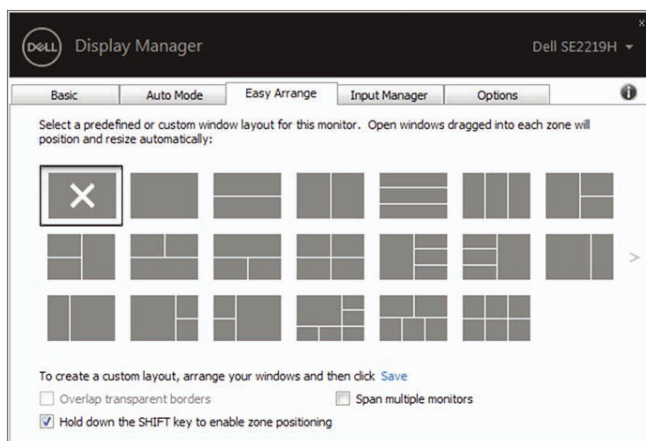 DELL Display Manager Dell SE2219H
Basic Auto Mode Easy Arrange Input Manager Options
Select a predefined or custom window layout for this monitor. Open windows dragged into each zone will
position and resize automatically:
To create a custom layout, arrange your windows and then click Save
Overlap transparent borders Span multiple monitors
Hold down the SHIFT key to enable zone positioning